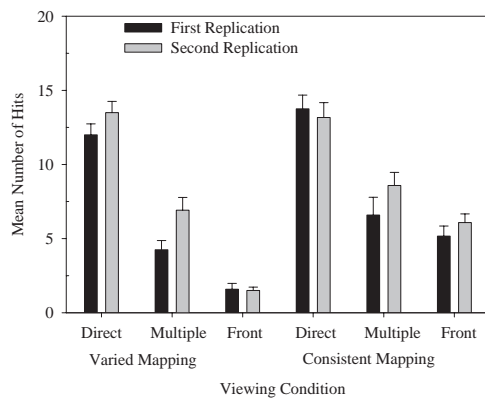 20
15
10
5
0
Mean Number of Hits
First Replication
Second Replication
Direct Multiple Front Direct Multiple Front
Varied Mapping Consistent Mapping
Viewing Condition